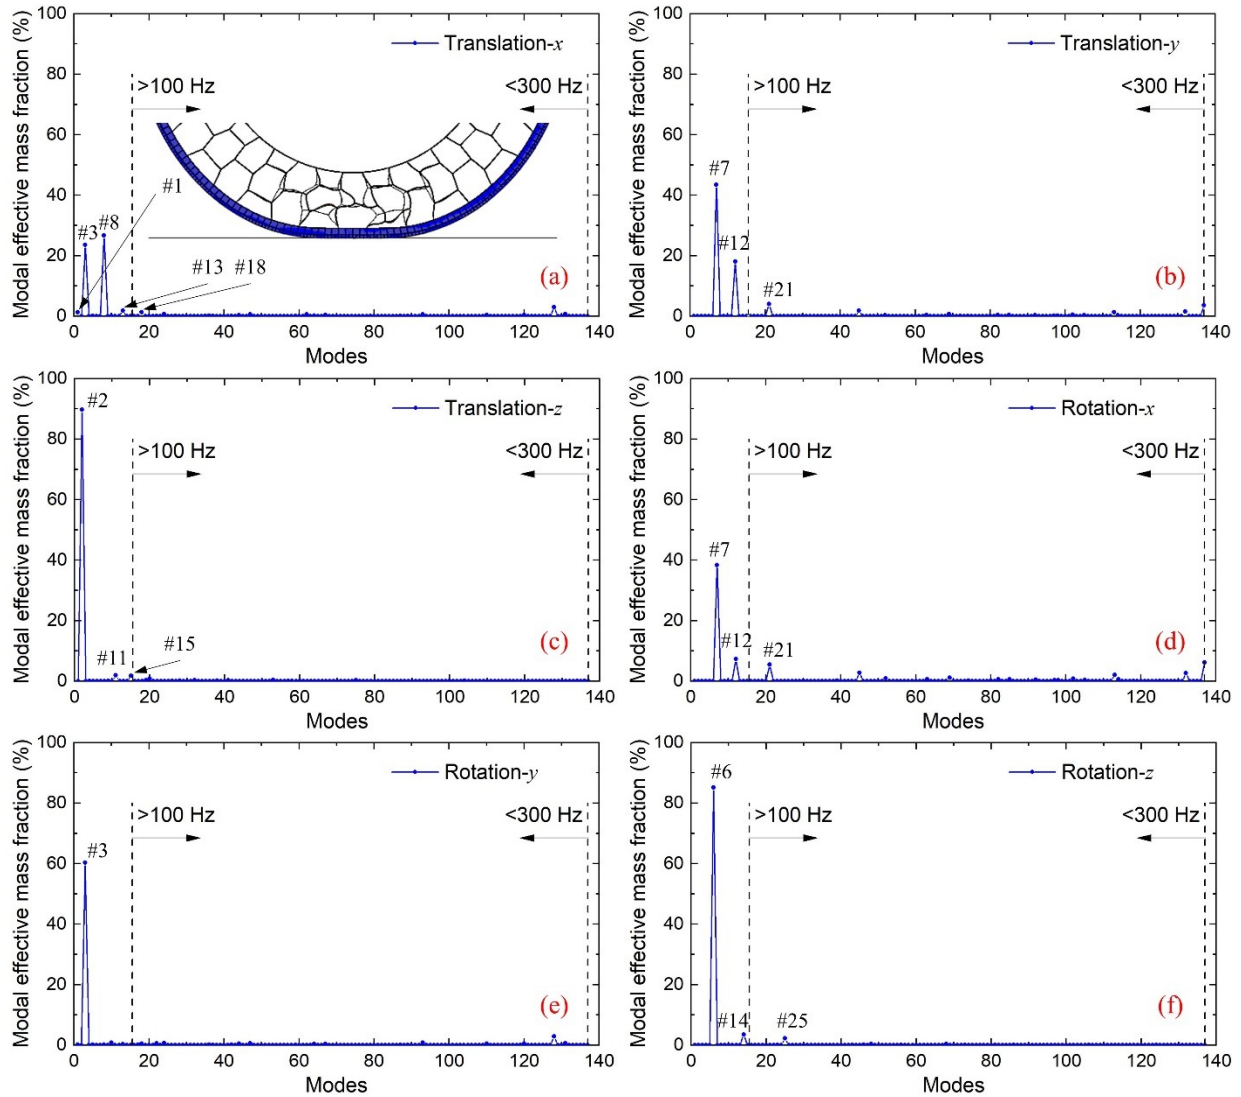 Modal effective mass fraction (%)
100
80
60
40
20
0
Translation-x
>100 Hz
<300 Hz
#1
#3
#8
#13
#18
(a)
0 20 40 60 80 100 120 140
Modes
Modal effective mass fraction (%)
100
80
60
40
20
0
Translation-y
>100 Hz
<300 Hz
#7
#12
#21
(b)
0 20 40 60 80 100 120 140
Modes
Modal effective mass fraction (%)
100
80
60
40
20
0
Translation-z
#2
>100 Hz
<300 Hz
#11
#15
(c)
0 20 40 60 80 100 120 140
Modes
Modal effective mass fraction (%)
100
80
60
40
20
0
Rotation-x
>100 Hz
<300 Hz
#7
#12
#21
(d)
0 20 40 60 80 100 120 140
Modes
Modal effective mass fraction (%)
100
80
60
40
20
0
Rotation-y
>100 Hz
<300 Hz
#3
(e)
0 20 40 60 80 100 120 140
Modes
Modal effective mass fraction (%)
100
80
60
40
20
0
Rotation-z
#6
>100 Hz
<300 Hz
#14
#25
(f)
0 20 40 60 80 100 120 140
Modes